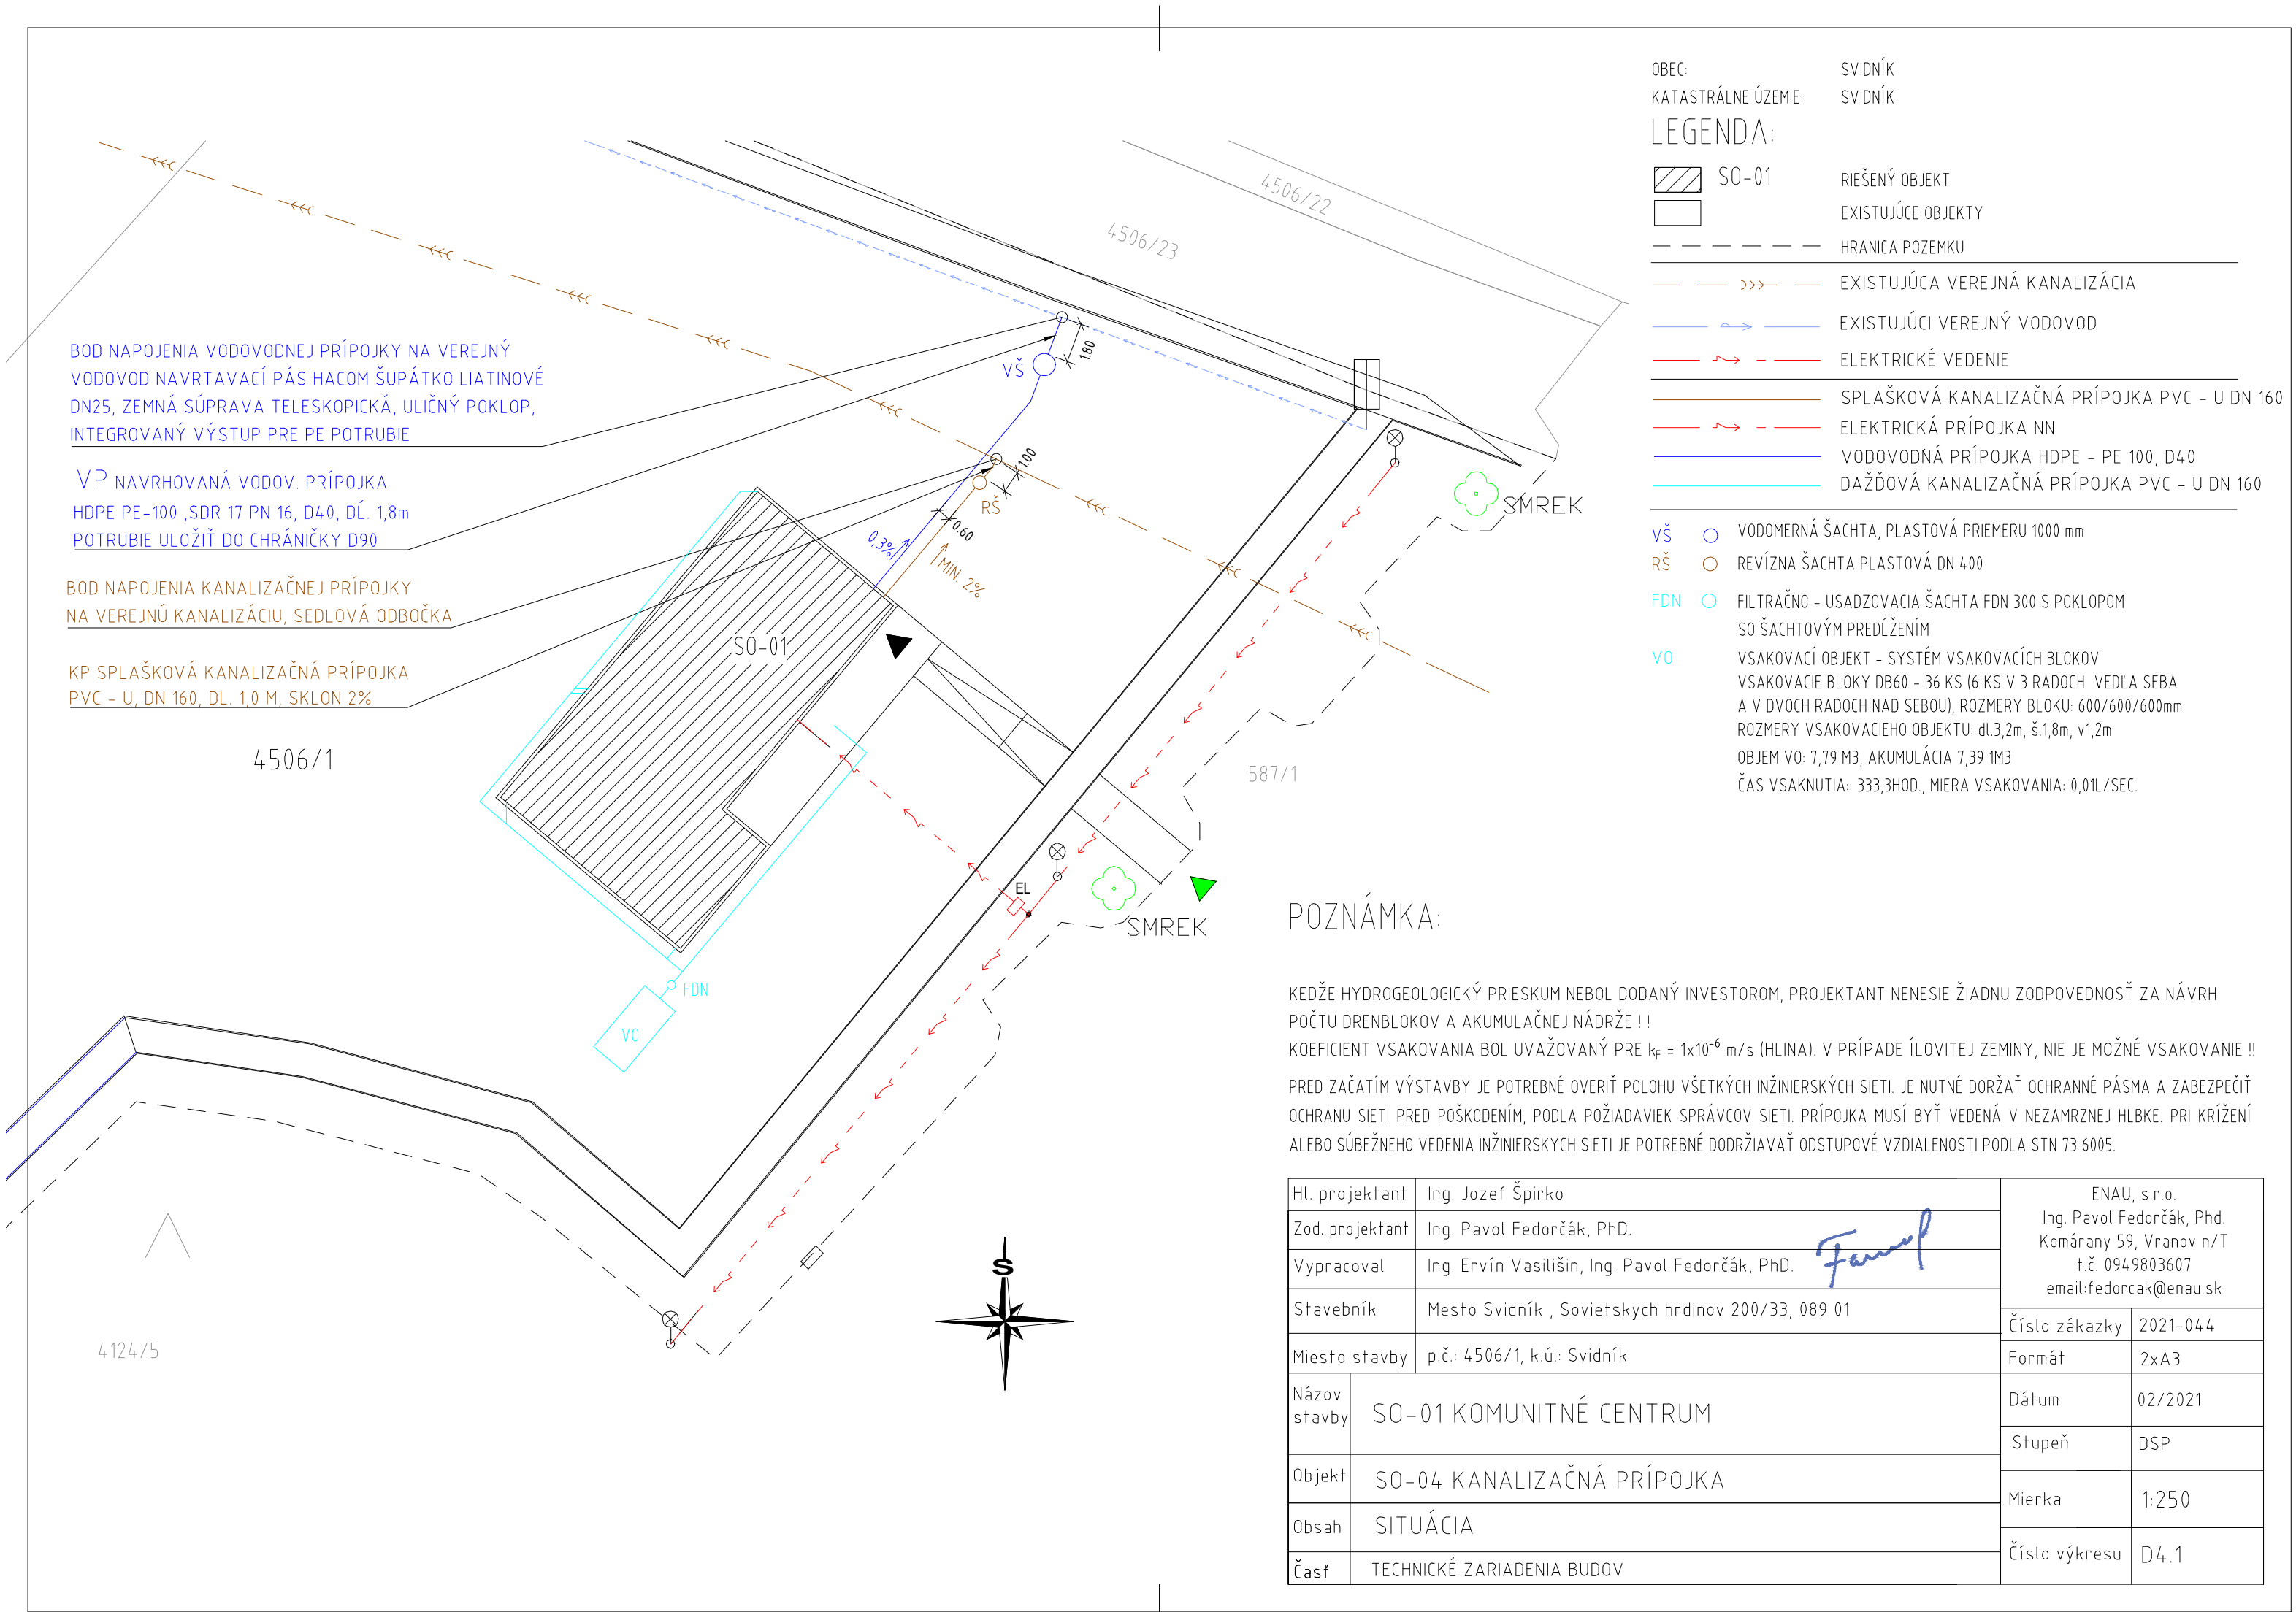 OBEC: SVIDNÍK
KATASTRÁLNE ÚZEMIE: SVIDNÍK
LEGENDA:
SO-01 RIEŠENÝ OBJEKT
EXISTUJÚCE OBJEKTY
HRANICA POZEMKU
EXISTUJÚCA VEREJNÁ KANALIZÁCIA
EXISTUJÚCI VEREJNÝ VODOVOD
ELEKTRICKÉ VEDENIE
SPLAŠKOVÁ KANALIZAČNÁ PRÍPOJKA PVC - U DN 160
ELEKTRICKÁ PRÍPOJKA NN
VODOVODNÁ PRÍPOJKA HDPE - PE 100, D40
DAŽĎOVÁ KANALIZAČNÁ PRÍPOJKA PVC - U DN 160
VŠ VODOMERNÁ ŠACHTA, PLASTOVÁ PRIEMERU 1000 mm
RŠ REVÍZNA ŠACHTA PLASTOVÁ DN 400
FDN FILTRAČNO - USADZOVACIA ŠACHTA FDN 300 S POKLOPOM
SO ŠACHTOVÝM PREDĹŽENÍM
VO VSAKOVACÍ OBJEKT - SYSTÉM VSAKOVACÍCH BLOKOV
VSAKOVACIE BLOKY DB60 - 36 KS (6 KS V 3 RADOCH VEDĽA SEBA
A V DVOCH RADOCH NAD SEBOU), ROZMERY BLOKU: 600/600/600mm
ROZMERY VSAKOVACIEHO OBJEKTU: dl.3,2m, š.1,8m, v1,2m
OBJEM VO: 7,79 M3, AKUMULÁCIA 7,39 1M3
ČAS VSAKNUTIA:: 333,3HOD., MIERA VSAKOVANIA: 0,01L/SEC.
4506/22
4506/23
BOD NAPOJENIA VODOVODNEJ PRÍPOJKY NA VEREJNÝ
VODOVOD NAVRTAVACÍ PÁS HACOM ŠUPÁTKO LIATINOVÉ
DN25, ZEMNÁ SÚPRAVA TELESKOPICKÁ, ULIČNÝ POKLOP,
INTEGROVANÝ VÝSTUP PRE PE POTRUBIE
VP NAVRHOVANÁ VODOV. PRÍPOJKA
HDPE PE-100 ,SDR 17 PN 16, D40, DĹ. 1,8m
POTRUBIE ULOŽIŤ DO CHRÁNIČKY D90
BOD NAPOJENIA KANALIZAČNEJ PRÍPOJKY
NA VEREJNÚ KANALIZÁCIU, SEDLOVÁ ODBOČKA
KP SPLAŠKOVÁ KANALIZAČNÁ PRÍPOJKA
PVC - U, DN 160, DL. 1,0 M, SKLON 2%
4506/1
VŠ
1.80
1.00
RŠ
0.60
0,3%
MIN. 2%
SO-01
SMREK
587/1
EL
SMREK
FDN
VO
4124/5
S
POZNÁMKA:
KEDŽE HYDROGEOLOGICKÝ PRIESKUM NEBOL DODANÝ INVESTOROM, PROJEKTANT NENESIE ŽIADNU ZODPOVEDNOSŤ ZA NÁVRH
POČTU DRENBLOKOV A AKUMULAČNEJ NÁDRŽE ! !
KOEFICIENT VSAKOVANIA BOL UVAŽOVANÝ PRE kF = 1x10-6 m/s (HLINA). V PRÍPADE ÍLOVITEJ ZEMINY, NIE JE MOŽNÉ VSAKOVANIE !!
PRED ZAČATÍM VÝSTAVBY JE POTREBNÉ OVERIŤ POLOHU VŠETKÝCH INŽINIERSKÝCH SIETI. JE NUTNÉ DORŽAŤ OCHRANNÉ PÁSMA A ZABEZPEČIŤ
OCHRANU SIETI PRED POŠKODENÍM, PODLA POŽIADAVIEK SPRÁVCOV SIETI. PRÍPOJKA MUSÍ BYŤ VEDENÁ V NEZAMRZNEJ HLBKE. PRI KRÍŽENÍ
ALEBO SÚBEŽNEHO VEDENIA INŽINIERSKYCH SIETI JE POTREBNÉ DODRŽIAVAŤ ODSTUPOVÉ VZDIALENOSTI PODLA STN 73 6005.
Hl. projektant Ing. Jozef Špirko
Zod. projektant Ing. Pavol Fedorčák, PhD.
Vypracoval Ing. Ervín Vasilišin, Ing. Pavol Fedorčák, PhD.
Stavebník Mesto Svidník , Sovietskych hrdinov 200/33, 089 01
Miesto stavby p.č.: 4506/1, k.ú.: Svidník
Názov
stavby SO-01 KOMUNITNÉ CENTRUM
Objekt SO-04 KANALIZAČNÁ PRÍPOJKA
Obsah SITUÁCIA
Časť TECHNICKÉ ZARIADENIA BUDOV
ENAU, s.r.o.
Ing. Pavol Fedorčák, Phd.
Komárany 59, Vranov n/T
t.č. 0949803607
email:fedorcak@enau.sk
Číslo zákazky 2021-044
Formát 2xA3
Dátum 02/2021
Stupeň DSP
Mierka 1:250
Číslo výkresu D4.1